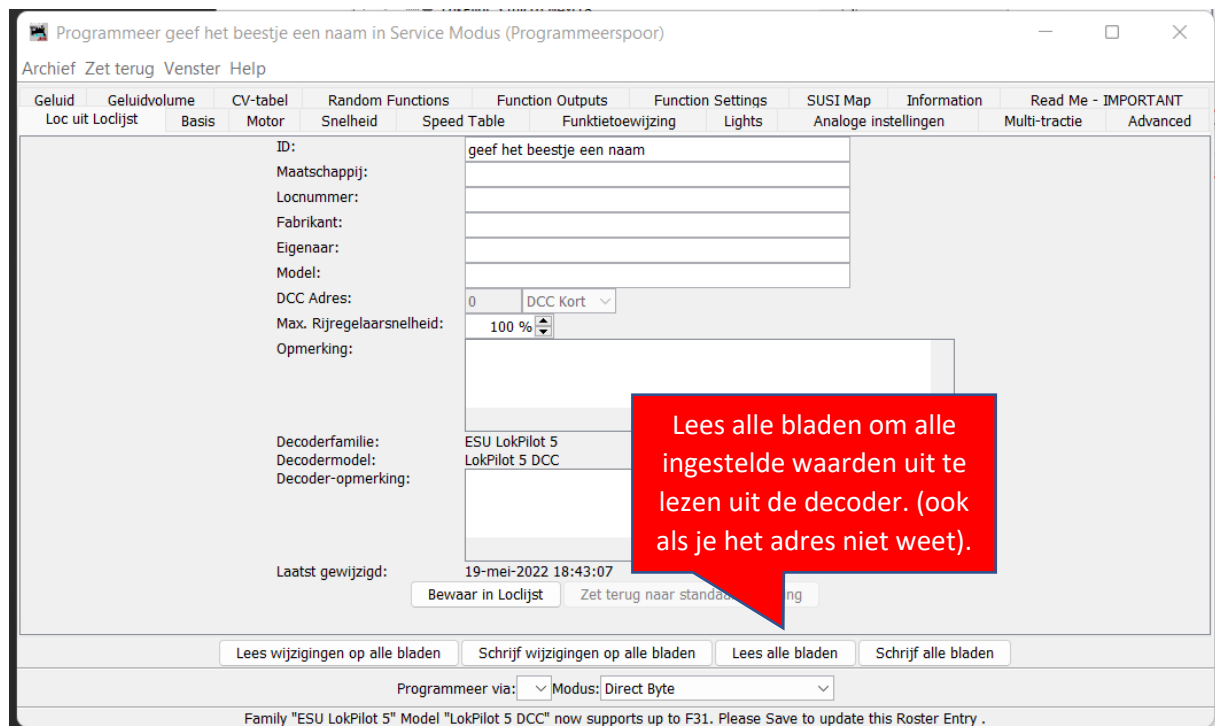 Programmeer geef het beestje een naam in Service Modus (Programmeerspoor)
Archief Zet terug Venster Help
Geluid Geluidvolume CV-tabel Random Functions Function Outputs Function Settings SUSI Map Information Read Me - IMPORTANT
Loc uit Loclijst Basis Motor Snelheid Speed Table Funktietoewijzing Lights Analoge instellingen Multi-tractie Advanced
ID: geef het beestje een naam
Maatschappij:
Locnummer:
Fabrikant:
Eigenaar:
Model:
DCC Adres: 0 DCC Kort
Max. Rijregelaarsnelheid: 100 %
Opmerking:
Lees alle bladen om alle
ingestelde waarden uit te
lezen uit de decoder. (ook
als je het adres niet weet).
Decoderfamilie: ESU LokPilot 5
Decodermodel: LokPilot 5 DCC
Decoder-opmerking:
Laatst gewijzigd: 19-mei-2022 18:43:07
Bewaar in Loclijst Zet terug naar
Lees wijzigingen op alle bladen Schrijf wijzigingen op alle bladen Lees alle bladen Schrijf alle bladen
Programmeer via: Modus: Direct Byte
Family "ESU LokPilot 5" Model "LokPilot 5 DCC" now supports up to F31. Please Save to update this Roster Entry .